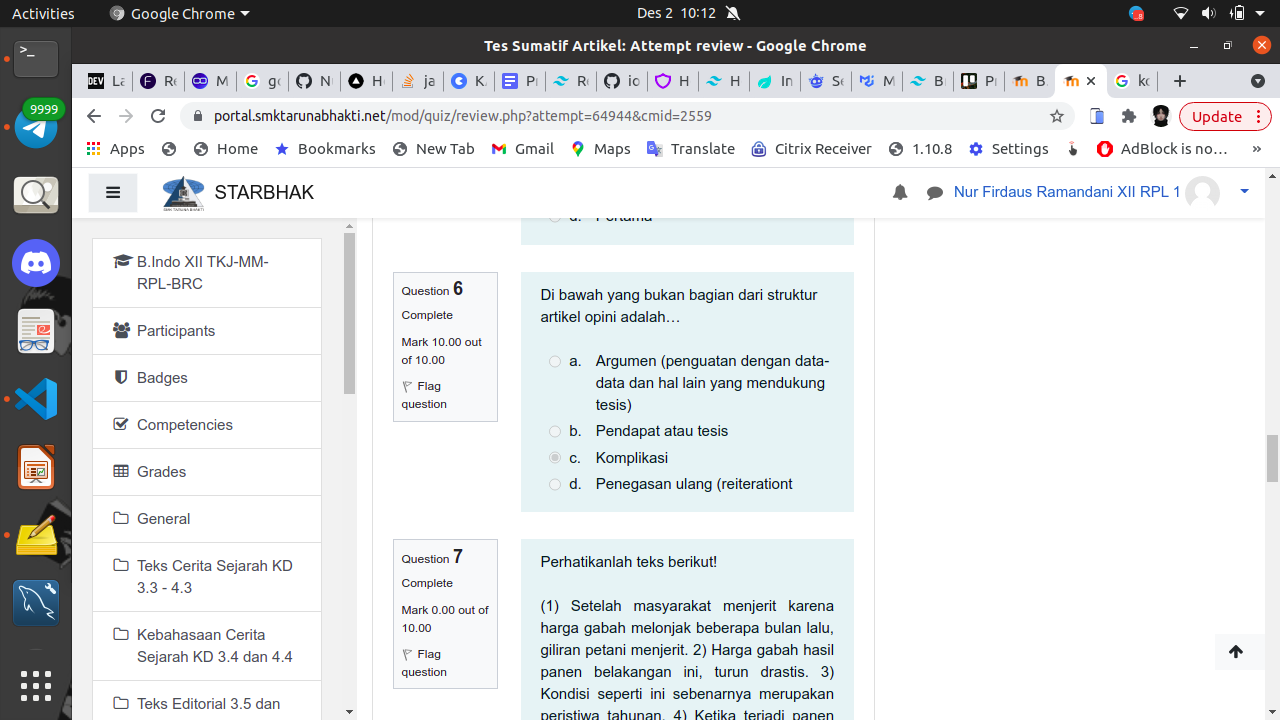 Activities
Google Chrome
Des 2 10:12
Tes Sumatif Artikel: Attempt review - Google Chrome
portal.smktarunabhakti.net/mod/quiz/review.php?attempt=64944&cmid=2559
Update
Apps
Home
Bookmarks
New Tab
Gmail
Maps
Translate
Citrix Receiver
1.10.8
Settings
AdBlock is no…
»
9999
STARBHAK
Nur Firdaus Ramandani XII RPL 1
B.Indo XII TKJ-MM-
RPL-BRC
Participants
Badges
Competencies
Grades
General
Teks Cerita Sejarah KD
3.3 - 4.3
Kebahasaan Cerita
Sejarah KD 3.4 dan 4.4
Teks Editorial 3.5 dan
d. Pertama
Question 6
Complete
Mark 10.00 out
of 10.00
Flag
question
Di bawah yang bukan bagian dari struktur
artikel opini adalah…
a. Argumen (penguatan dengan data-
data dan hal lain yang mendukung
tesis)
b. Pendapat atau tesis
c. Komplikasi
d. Penegasan ulang (reiterationt
Question 7
Complete
Mark 0.00 out of
10.00
Flag
question
Perhatikanlah teks berikut!
(1) Setelah masyarakat menjerit karena
harga gabah melonjak beberapa bulan lalu,
giliran petani menjerit. 2) Harga gabah hasil
panen belakangan ini, turun drastis. 3)
Kondisi seperti ini sebenarnya merupakan
peristiwa tahunan. 4) Ketika terjadi panen